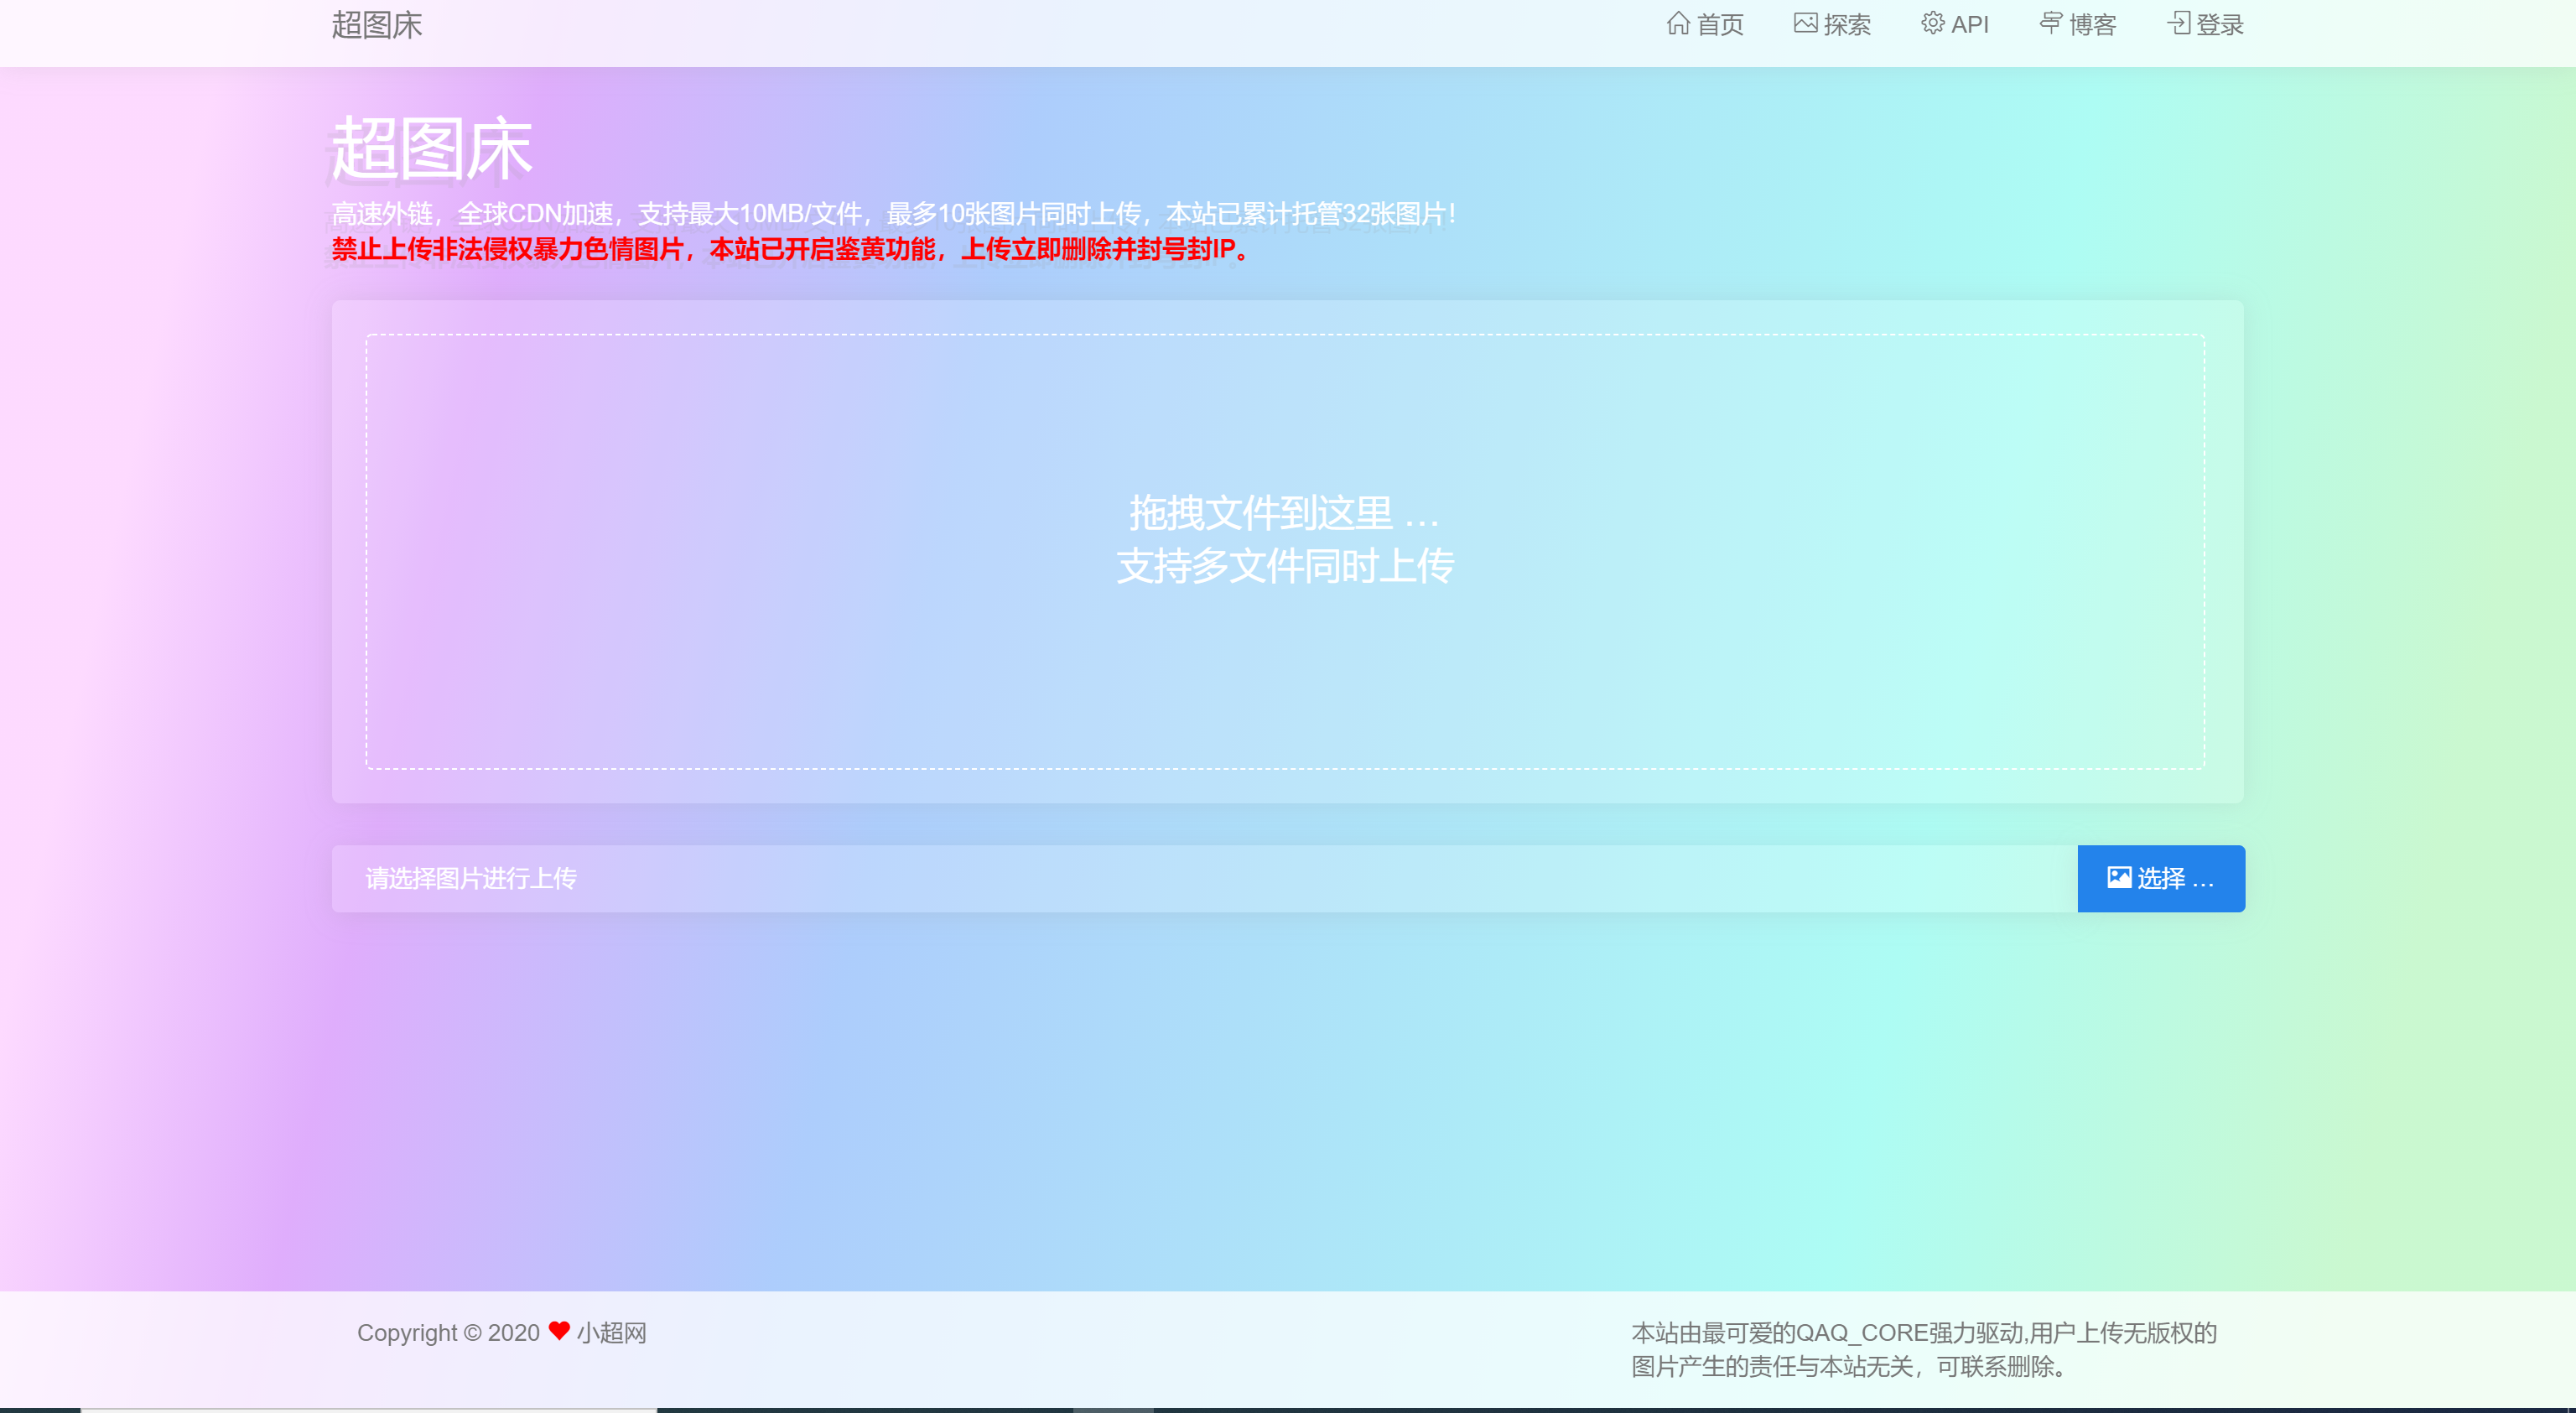 超图床
首页 探索 API 博客 登录
超图床
高速外链，全球CDN加速，支持最大10MB/文件，最多10张图片同时上传，本站已累计托管32张图片！
禁止上传非法侵权暴力色情图片，本站已开启鉴黄功能，上传立即删除并封号封IP。
拖拽文件到这里 …
支持多文件同时上传
请选择图片进行上传
选择 …
Copyright © 2020 ❤ 小超网
本站由最可爱的QAQ_CORE强力驱动,用户上传无版权的
图片产生的责任与本站无关，可联系删除。